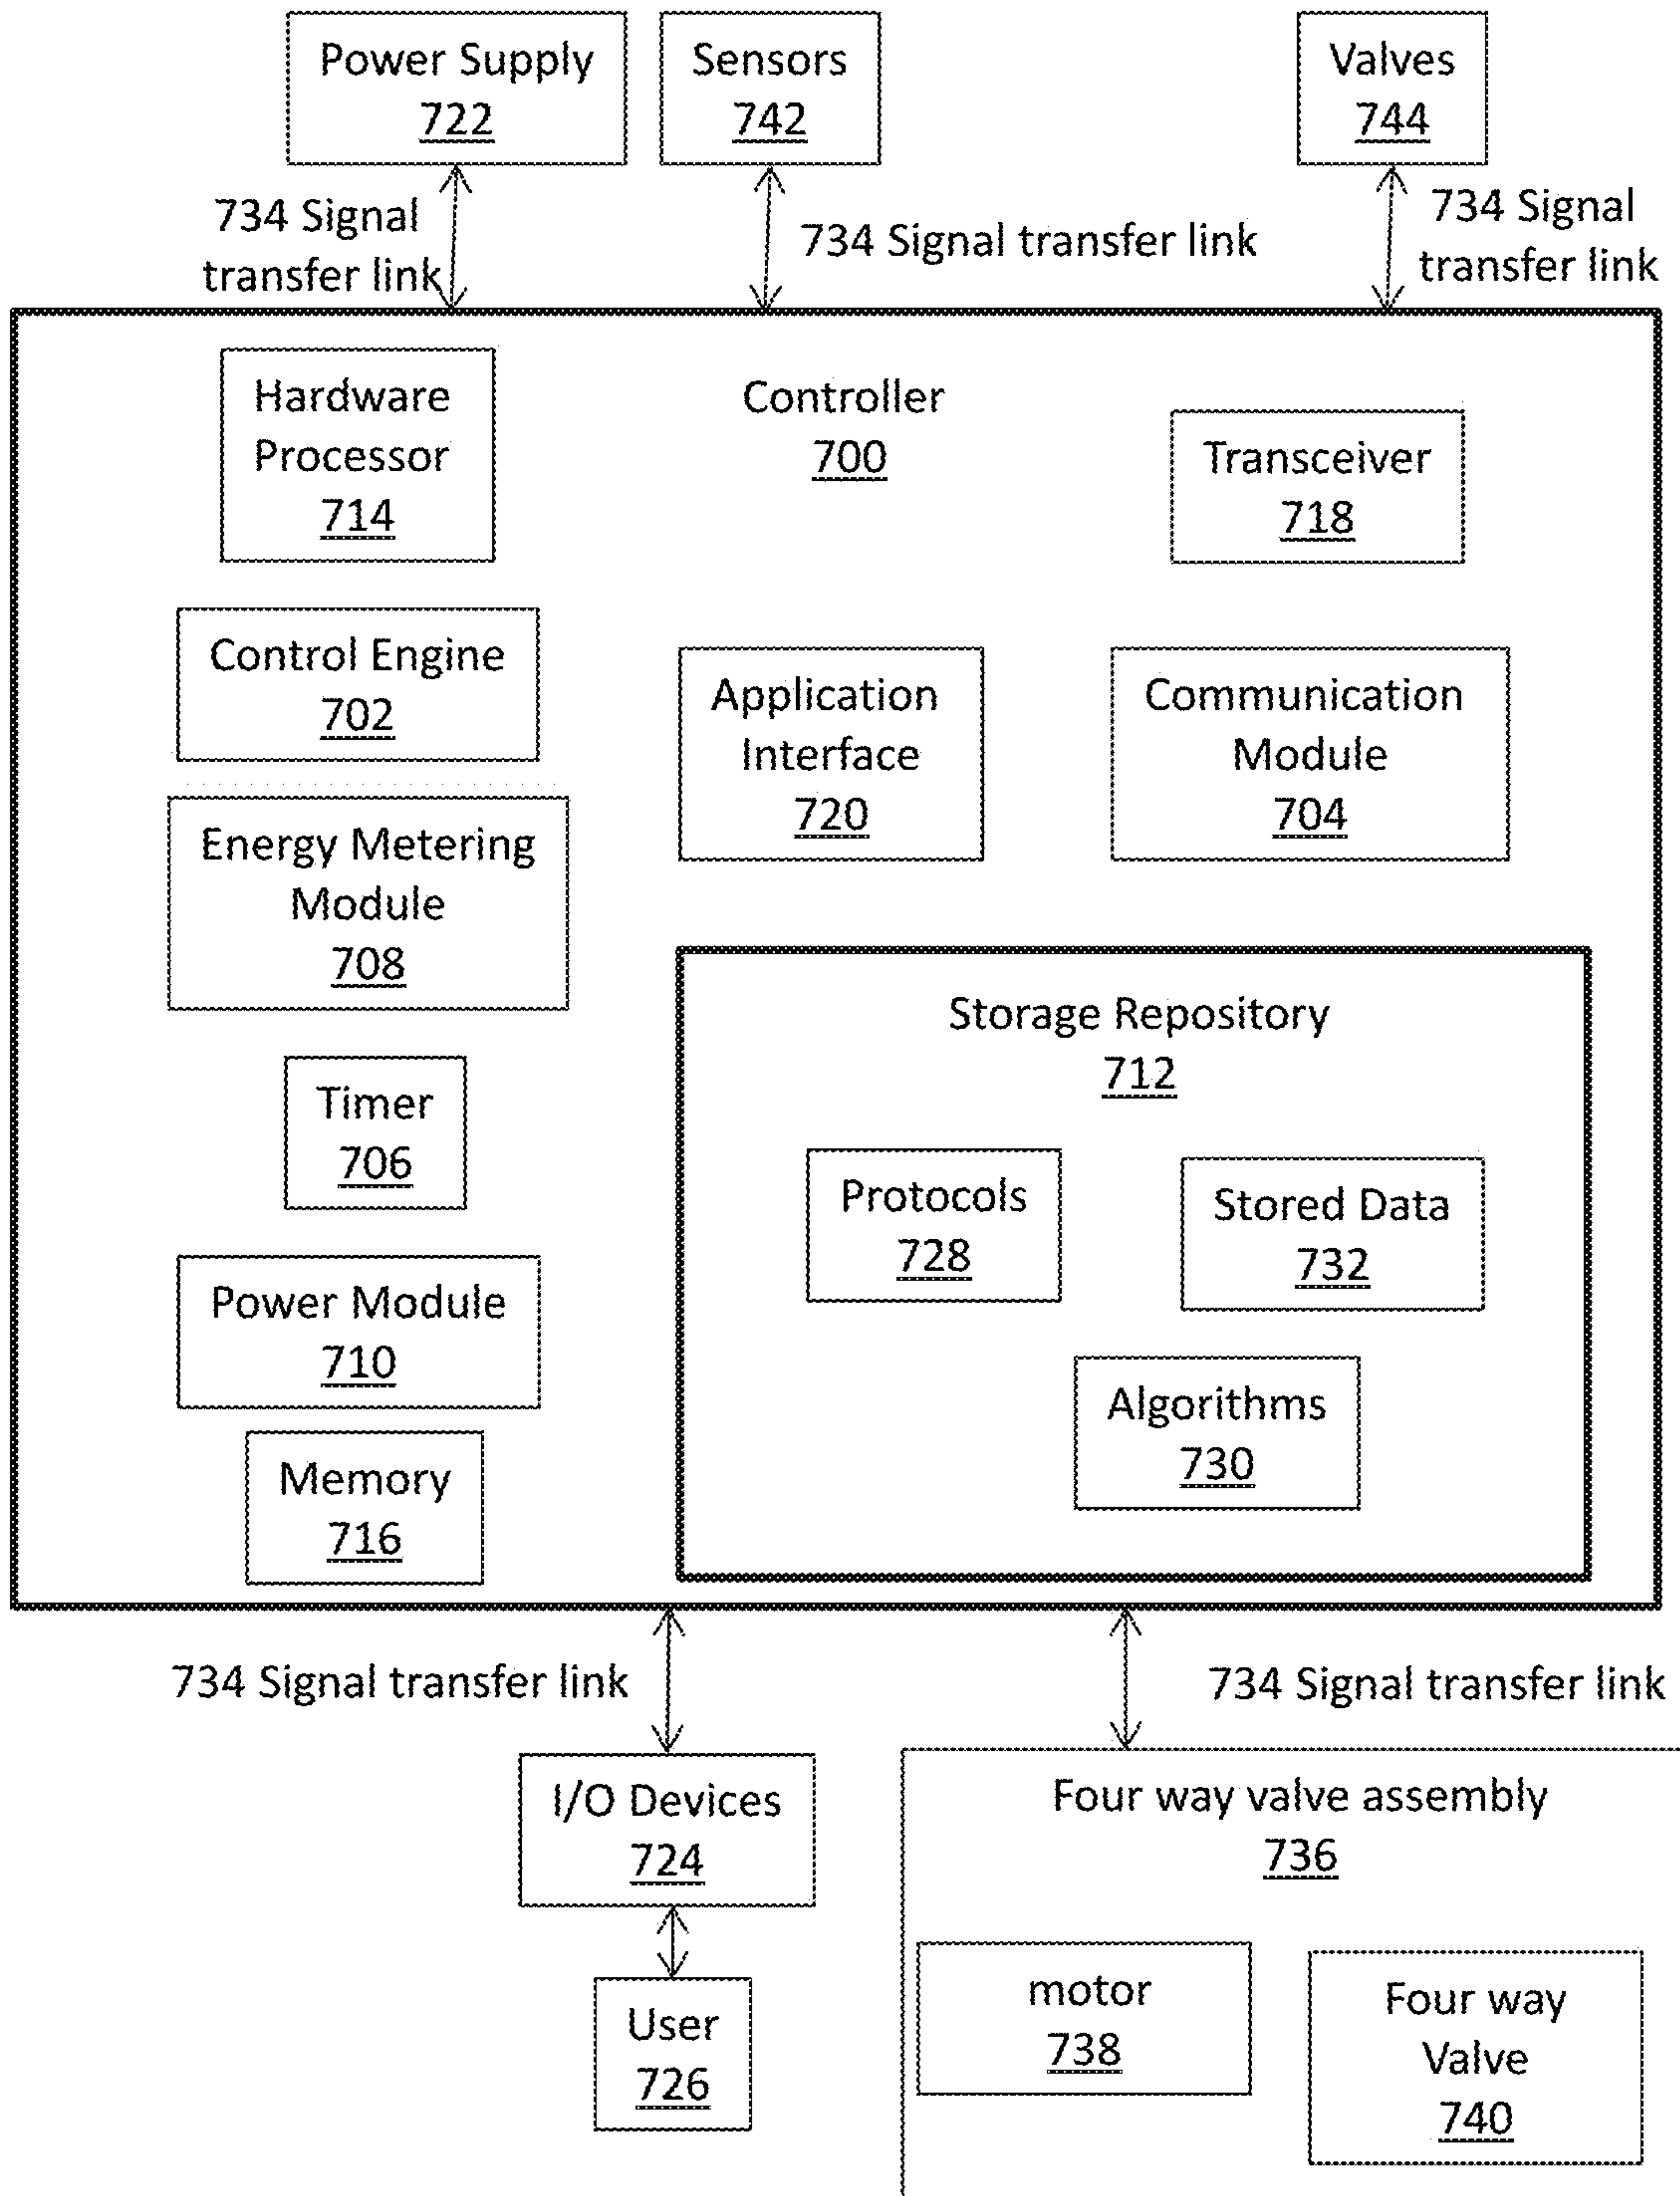 Power Supply
722
Sensors
742
Valves
744
734 Signal
transfer link
734 Signal transfer link
734 Signal
transfer link
Hardware
Processor
714
Controller
700
Transceiver
718
Control Engine
702
Application
Interface
720
Communication
Module
704
Energy Metering
Module
708
Storage Repository
712
Timer
706
Protocols
728
Stored Data
732
Power Module
710
Algorithms
730
Memory
716
734 Signal transfer link
734 Signal transfer link
I/O Devices
724
Four way valve assembly
736
User
726
motor
738
Four way
Valve
740